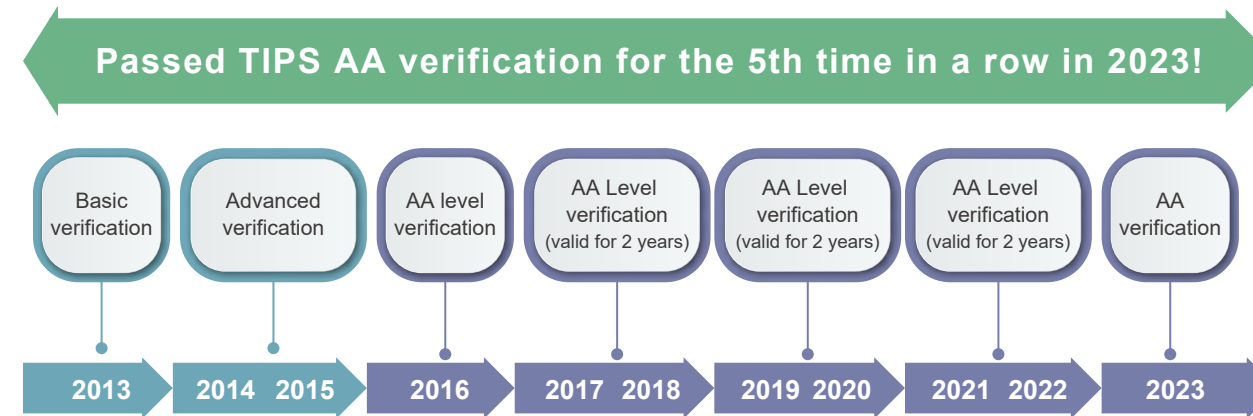 Passed TIPS AA verification for the 5th time in a row in 2023!
Basic
verification
Advanced
verification
AA level
verification
AA Level
verification
(valid for 2 years)
AA Level
verification
(valid for 2 years)
AA Level
verification
(valid for 2 years)
AA
verification
2013
2014 2015
2016
2017 2018
2019 2020
2021 2022
2023